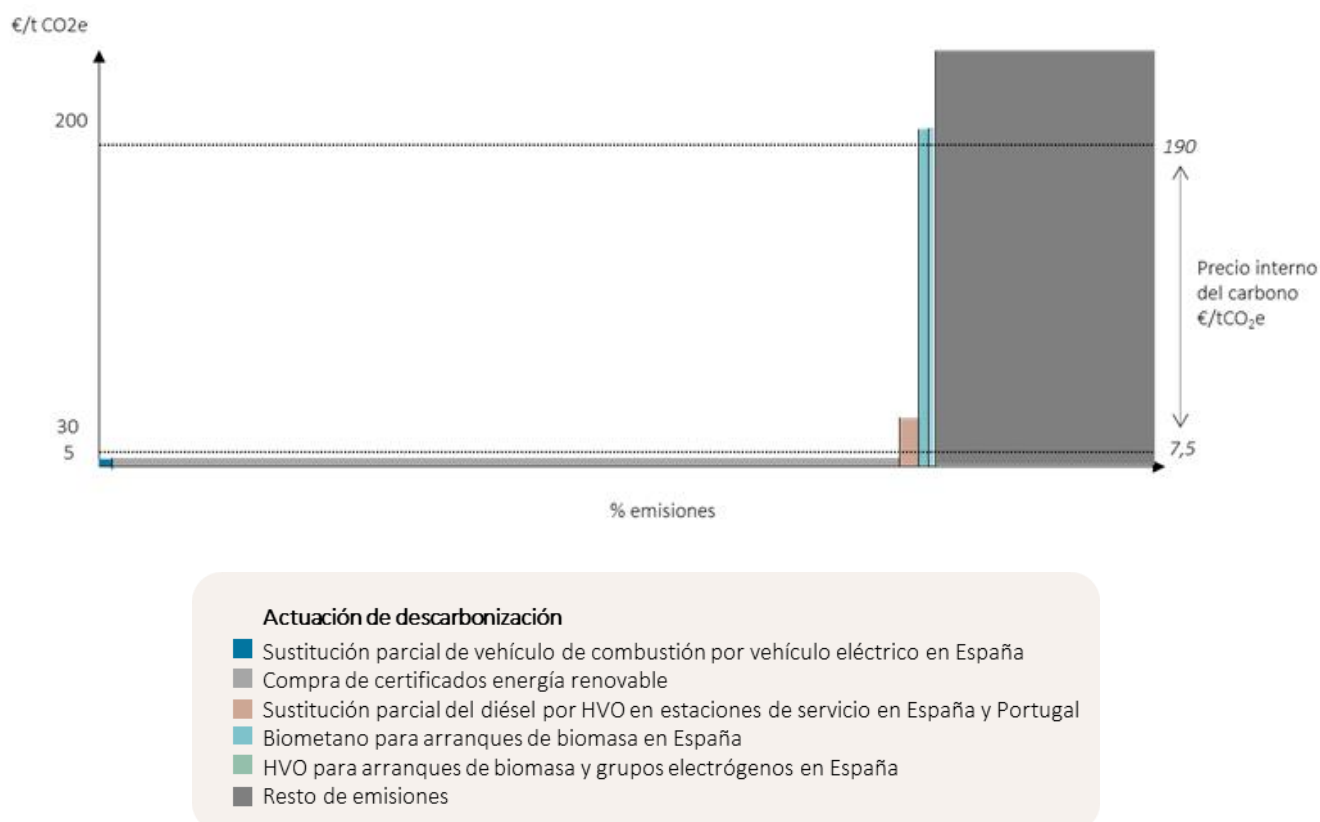 €/t CO2e
200
190
Precio interno
del carbono
€/tCO₂e
30
5
7,5
% emisiones
Actuación de descarbonización
Sustitución parcial de vehículo de combustión por vehículo eléctrico en España
Compra de certificados energía renovable
Sustitución parcial del diésel por HVO en estaciones de servicio en España y Portugal
Biometano para arranques de biomasa en España
HVO para arranques de biomasa y grupos electrógenos en España
Resto de emisiones